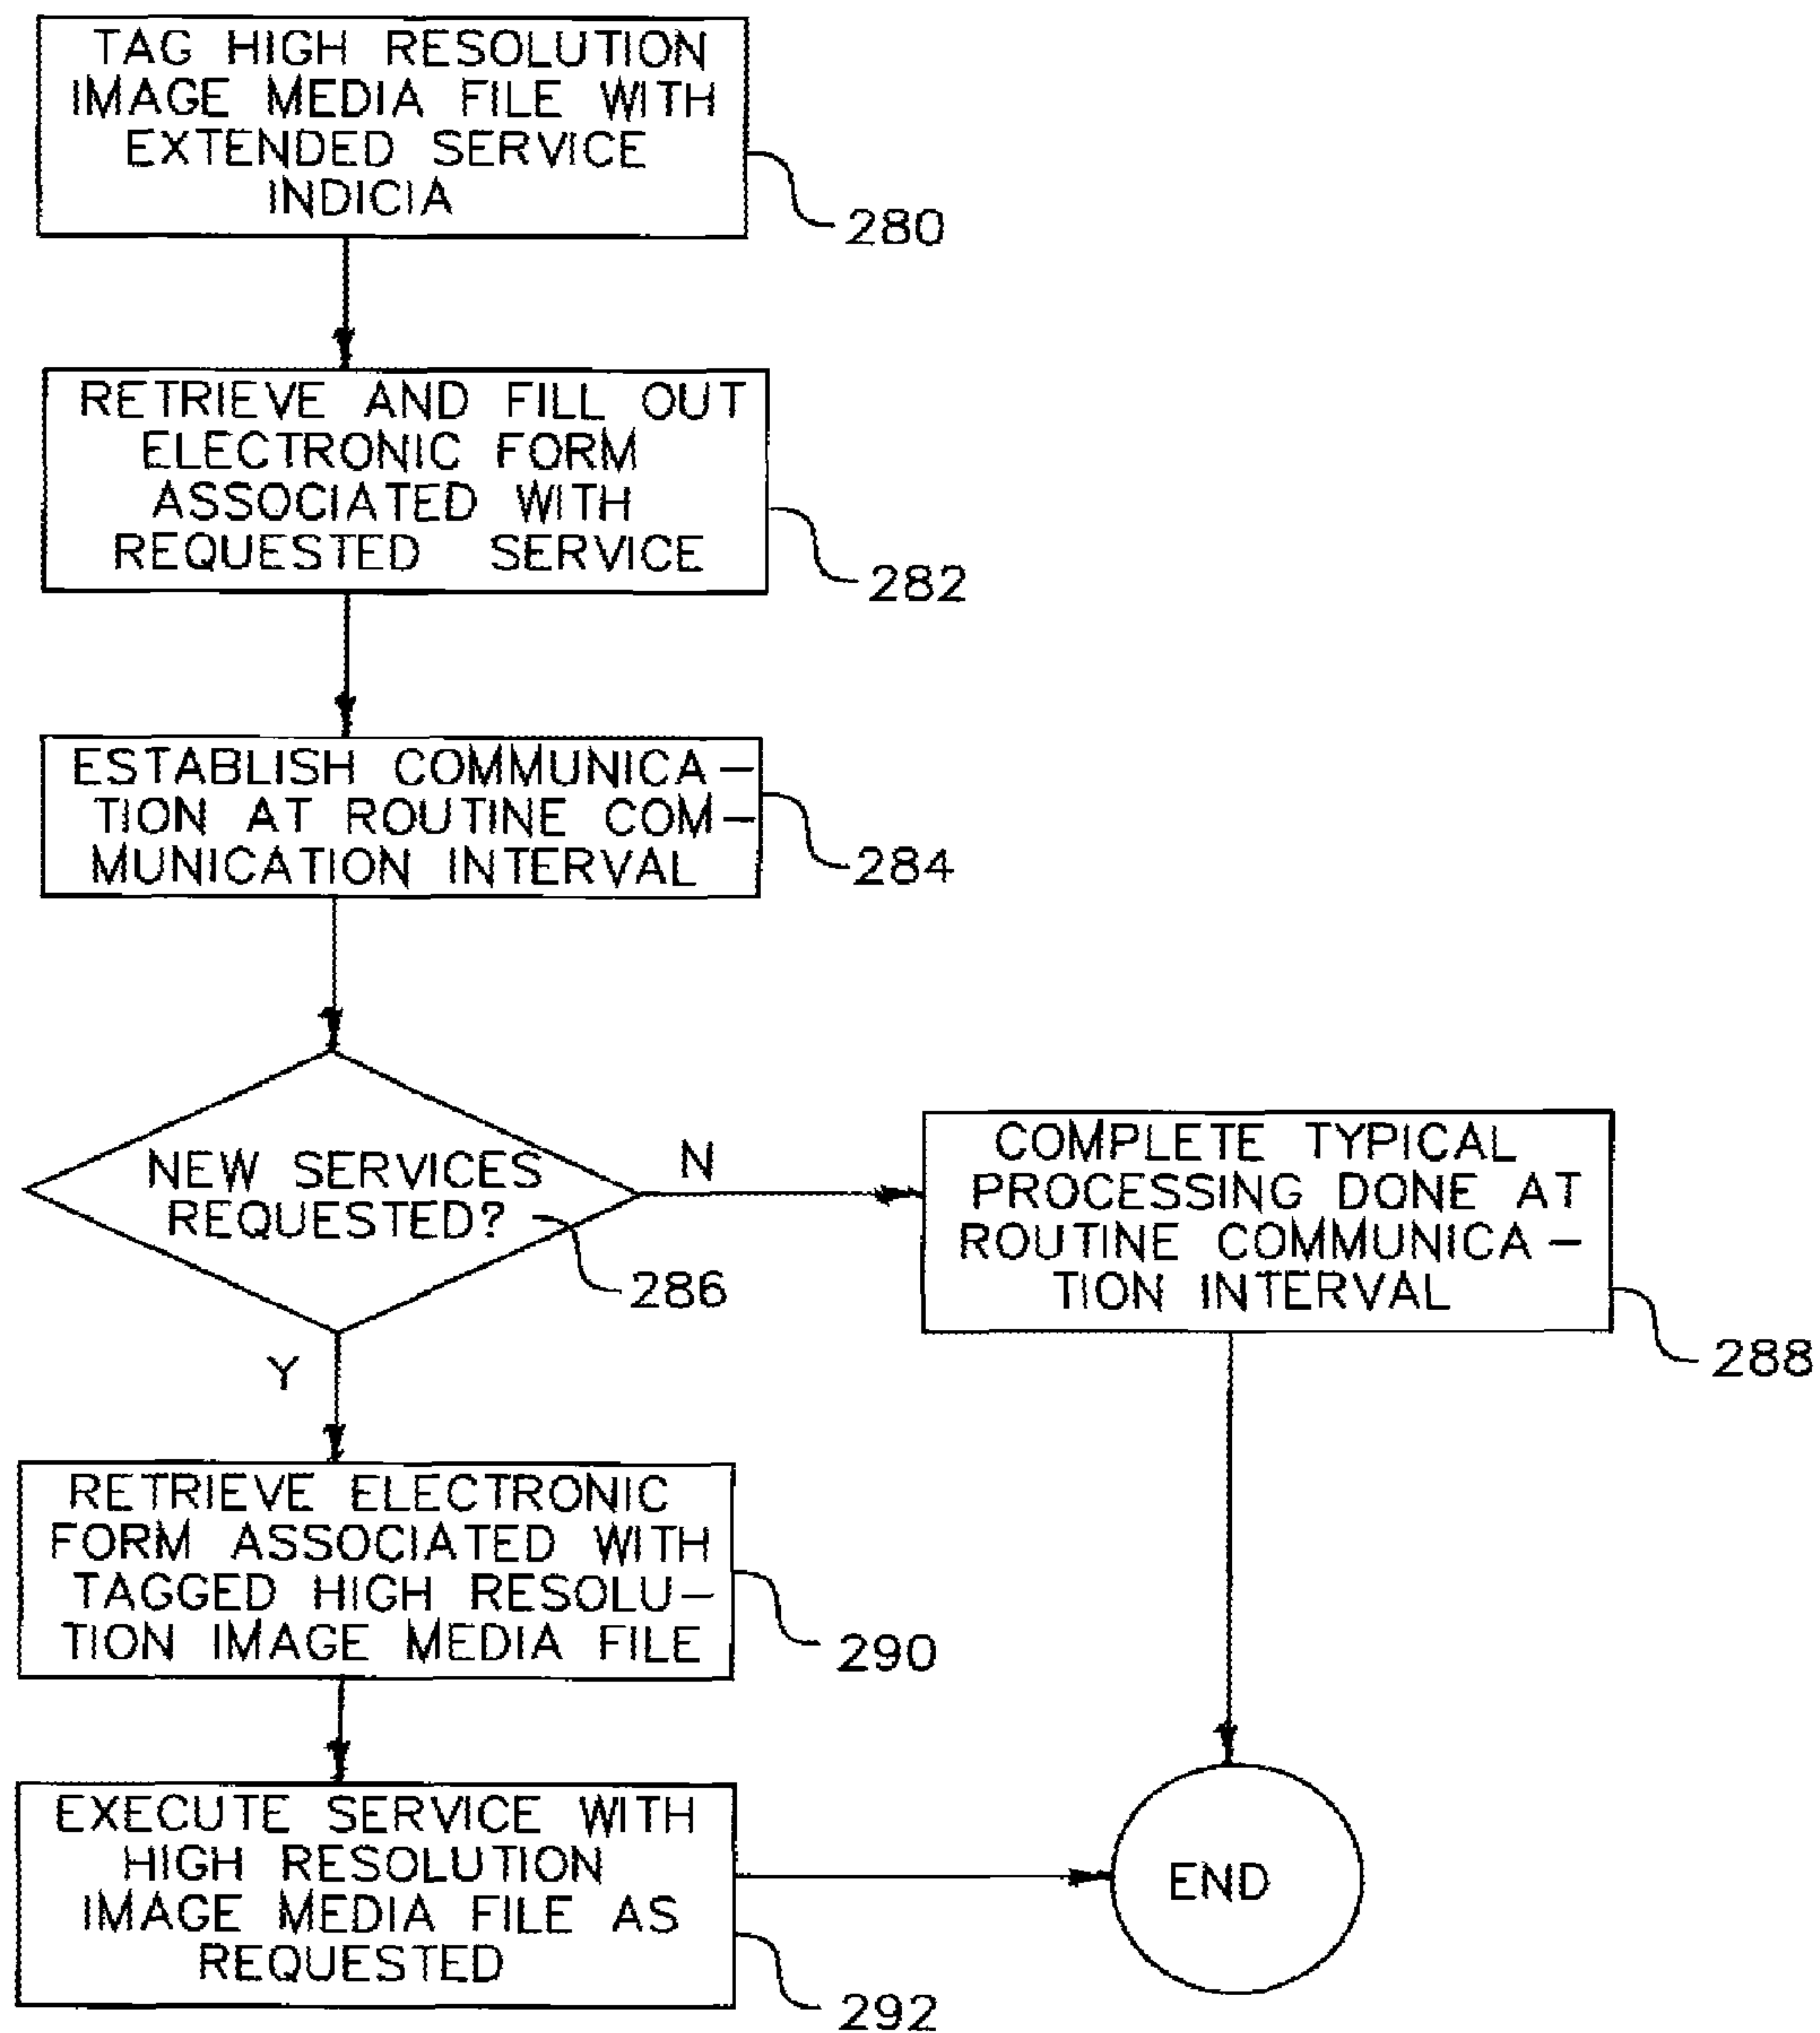 TAG HIGH RESOLUTION
IMAGE MEDIA FILE WITH
EXTENDED SERVICE
INDICIA
280
RETRIEVE AND FILL OUT
ELECTRONIC FORM
ASSOCIATED WITH
REQUESTED SERVICE
282
ESTABLISH COMMUNICA-
TION AT ROUTINE COM-
MUNICATION INTERVAL
284
NEW SERVICES
REQUESTED?
286
N
COMPLETE TYPICAL
PROCESSING DONE AT
ROUTINE COMMUNICA-
TION INTERVAL
288
Y
RETRIEVE ELECTRONIC
FORM ASSOCIATED WITH
TAGGED HIGH RESOLU-
TION IMAGE MEDIA FILE
290
EXECUTE SERVICE WITH
HIGH RESOLUTION
IMAGE MEDIA FILE AS
REQUESTED
292
END